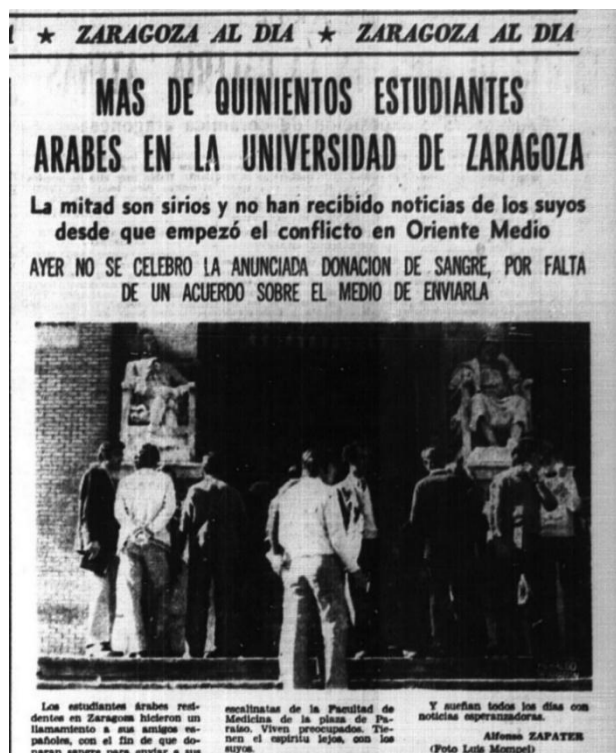 ★ ZARAGOZA AL DIA ★ ZARAGOZA AL DIA
MAS DE QUINIENTOS ESTUDIANTES
ARABES EN LA UNIVERSIDAD DE ZARAGOZA
La mitad son sirios y no han recibido noticias de los suyos
desde que empezó el conflicto en Oriente Medio
AYER NO SE CELEBRO LA ANUNCIADA DONACION DE SANGRE, POR FALTA
DE UN ACUERDO SOBRE EL MEDIO DE ENVIARLA
Los estudiantes árabes resi-
dentes en Zaragoza hicieron un
llamamiento a sus amigos es-
pañoles, con el fin de que do-
naran sangre para enviar a sus
escalinatas de la Facultad de
Medicina de la plaza de Pa-
raíso. Viven preocupados. Tie-
nen el espíritu lejos, con los
suyos.
Y sueñan todos los días con
noticias esperanzadoras.
Alfonso ZAPATER
(Foto Luis Mompel)